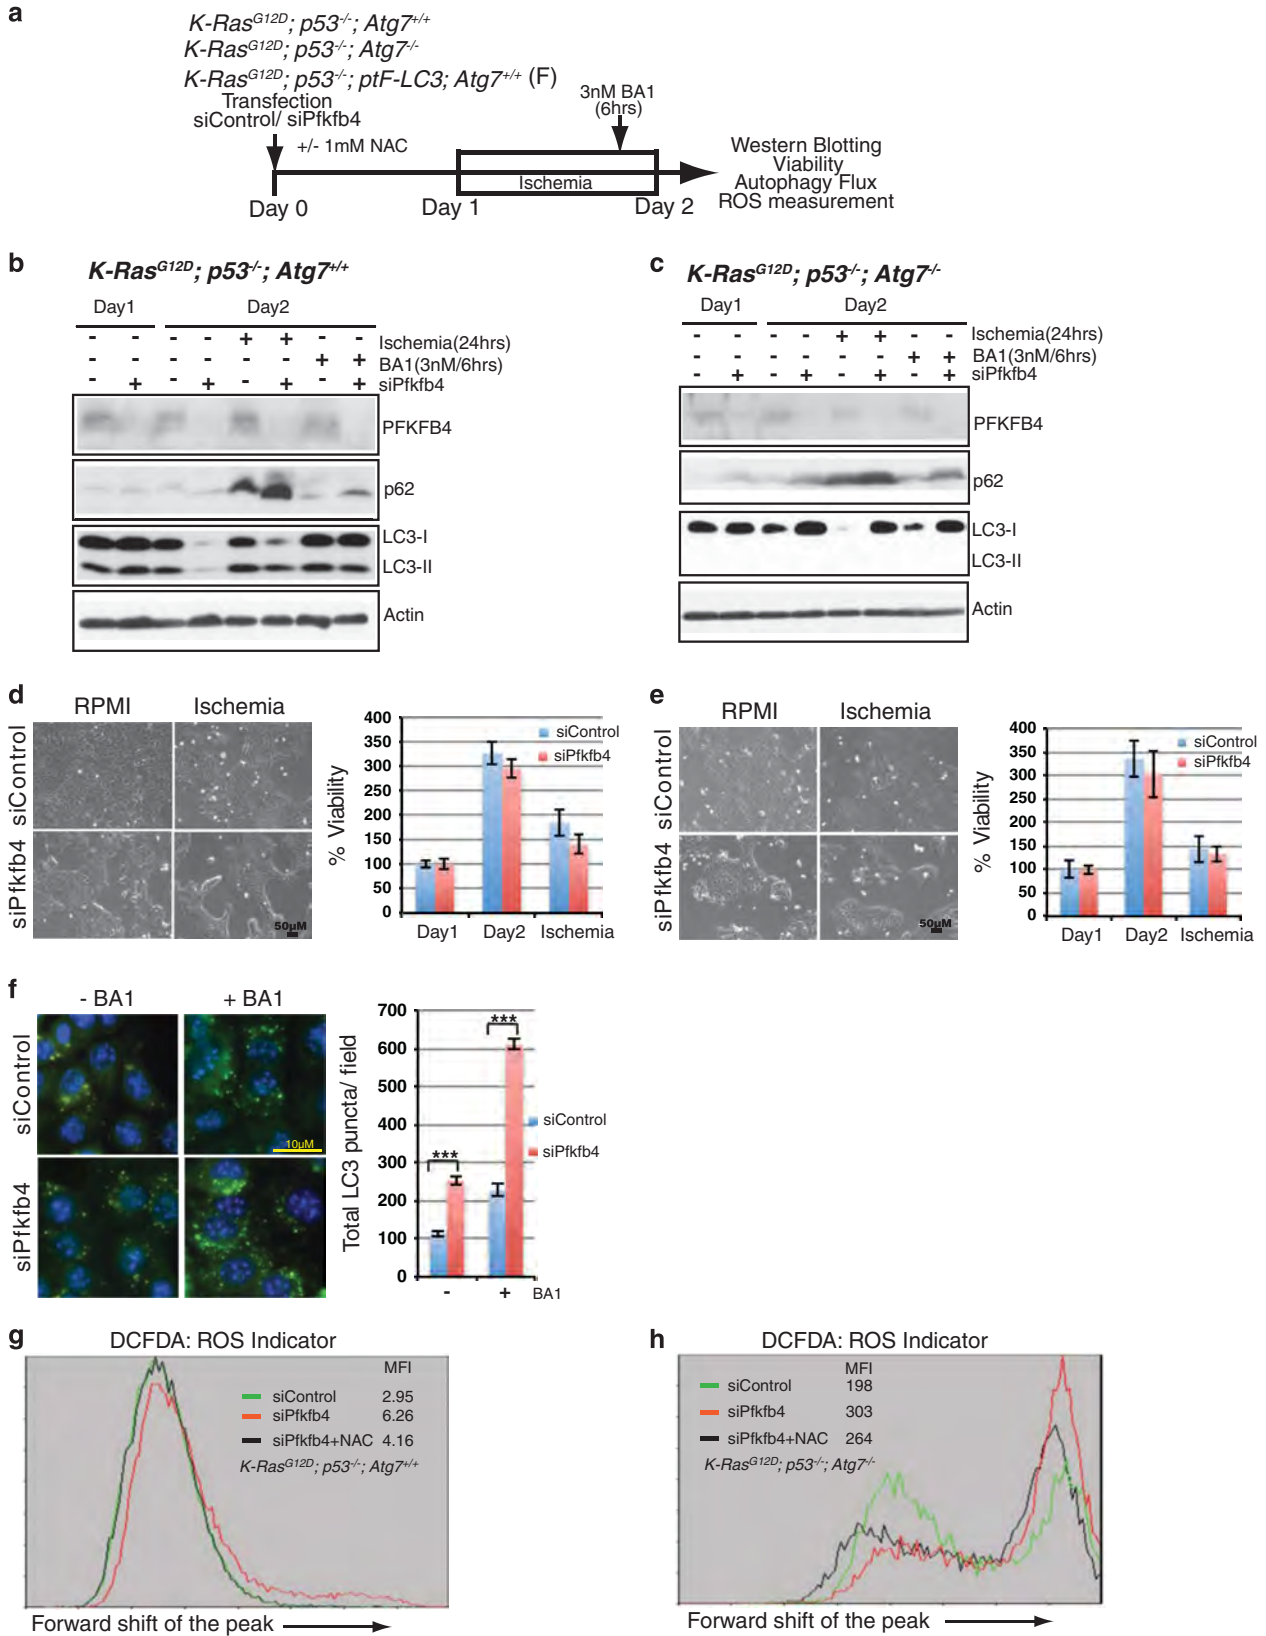 a
K-Ras^G12D; p53^-/-; Atg7^+/+
K-Ras^G12D; p53^-/-; Atg7^-/-
K-Ras^G12D; p53^-/-; ptF-LC3; Atg7^+/+ (F)
Transfection
siControl/ siPfkfb4
+/- 1mM NAC
3nM BA1
(6hrs)
Ischemia
Day 0
Day 1
Day 2
Western Blotting
Viability
Autophagy Flux
ROS measurement
b
K-Ras^G12D; p53^-/-; Atg7^+/+
Day1 Day2
- - - - + + - - Ischemia(24hrs)
- - - - - - + + BA1(3nM/6hrs)
- + - + - + - + siPfkfb4
PFKFB4
p62
LC3-I
LC3-II
Actin
c
K-Ras^G12D; p53^-/-; Atg7^-/-
Day1 Day2
- - - - + + - - Ischemia(24hrs)
- - - - - - + + BA1(3nM/6hrs)
- + - + - + - + siPfkfb4
PFKFB4
p62
LC3-I
LC3-II
Actin
d
RPMI Ischemia
siControl
siPfkfb4
50µM
% Viability
400
350
300
250
200
150
100
50
0
siControl
siPfkfb4
Day1 Day2 Ischemia
e
RPMI Ischemia
siControl
siPfkfb4
50µM
% Viability
400
350
300
250
200
150
100
50
0
siControl
siPfkfb4
Day1 Day2 Ischemia
f
- BA1 + BA1
siControl
siPfkfb4
10µM
Total LC3 puncta/ field
700
600
500
400
300
200
100
0
***
***
siControl
siPfkfb4
- + BA1
g
DCFDA: ROS Indicator
MFI
siControl 2.95
siPfkfb4 6.26
siPfkfb4+NAC 4.16
K-Ras^G12D; p53^-/-; Atg7^+/+
Forward shift of the peak
h
DCFDA: ROS Indicator
MFI
siControl 198
siPfkfb4 303
siPfkfb4+NAC 264
K-Ras^G12D; p53^-/-; Atg7^-/-
Forward shift of the peak